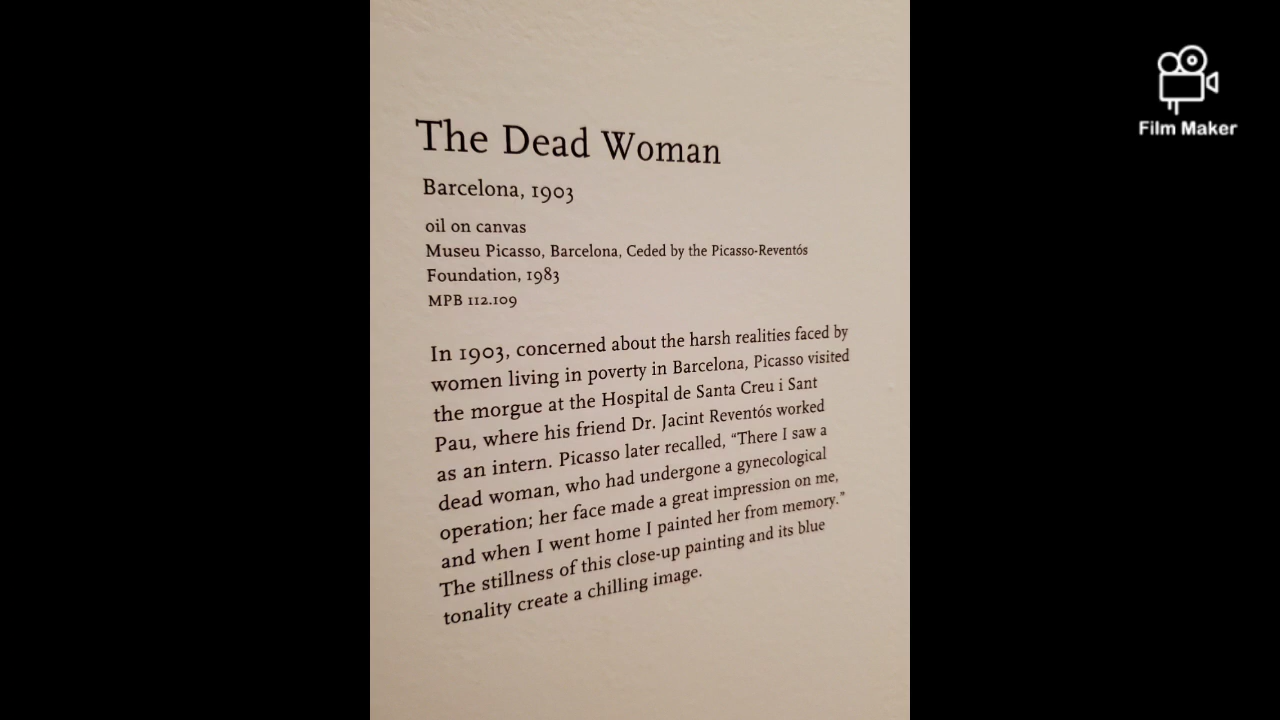 The Dead Woman
Barcelona, 1903
oil on canvas
Museu Picasso, Barcelona, Ceded by the Picasso-Reventós
Foundation, 1983
MPB 112.109
In 1903, concerned about the harsh realities faced by
women living in poverty in Barcelona, Picasso visited
the morgue at the Hospital de Santa Creu i Sant
Pau, where his friend Dr. Jacint Reventós worked
as an intern. Picasso later recalled, “There I saw a
dead woman, who had undergone a gynecological
operation; her face made a great impression on me,
and when I went home I painted her from memory.”
The stillness of this close-up painting and its blue
tonality create a chilling image.
Film Maker